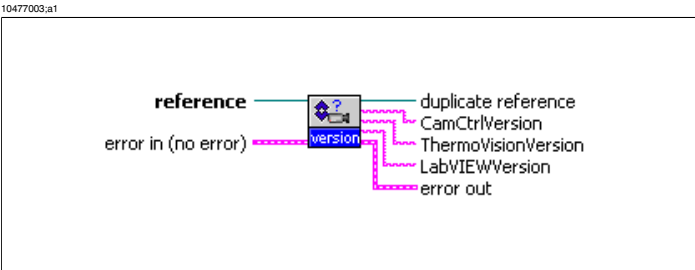 10477003;a1
reference
error in (no error)
?
version
duplicate reference
CamCtrlVersion
ThermoVisionVersion
LabVIEWVersion
error out